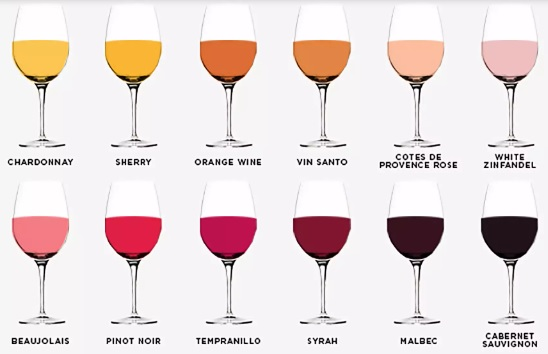 CHARDONNAY
SHERRY
ORANGE WINE
VIN SANTO
COTES DE
PROVENCE ROSE
WHITE
ZINFANDEL
BEAUJOLAIS
PINOT NOIR
TEMPRANILLO
SYRAH
MALBEC
CABERNET
SAUVIGNON